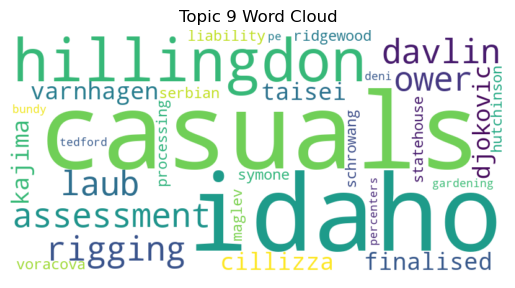 Topic 9 Word Cloud
liability pe ridgewood
hillingdon davlin
varnhagen serbian taisei deni ower
bundy casuals djokovic hutchinson
kajima tedford processing schrowang statehouse
laub symone gardening
assessment maglev idaho percenters
rigging
voracova cillizza finalised